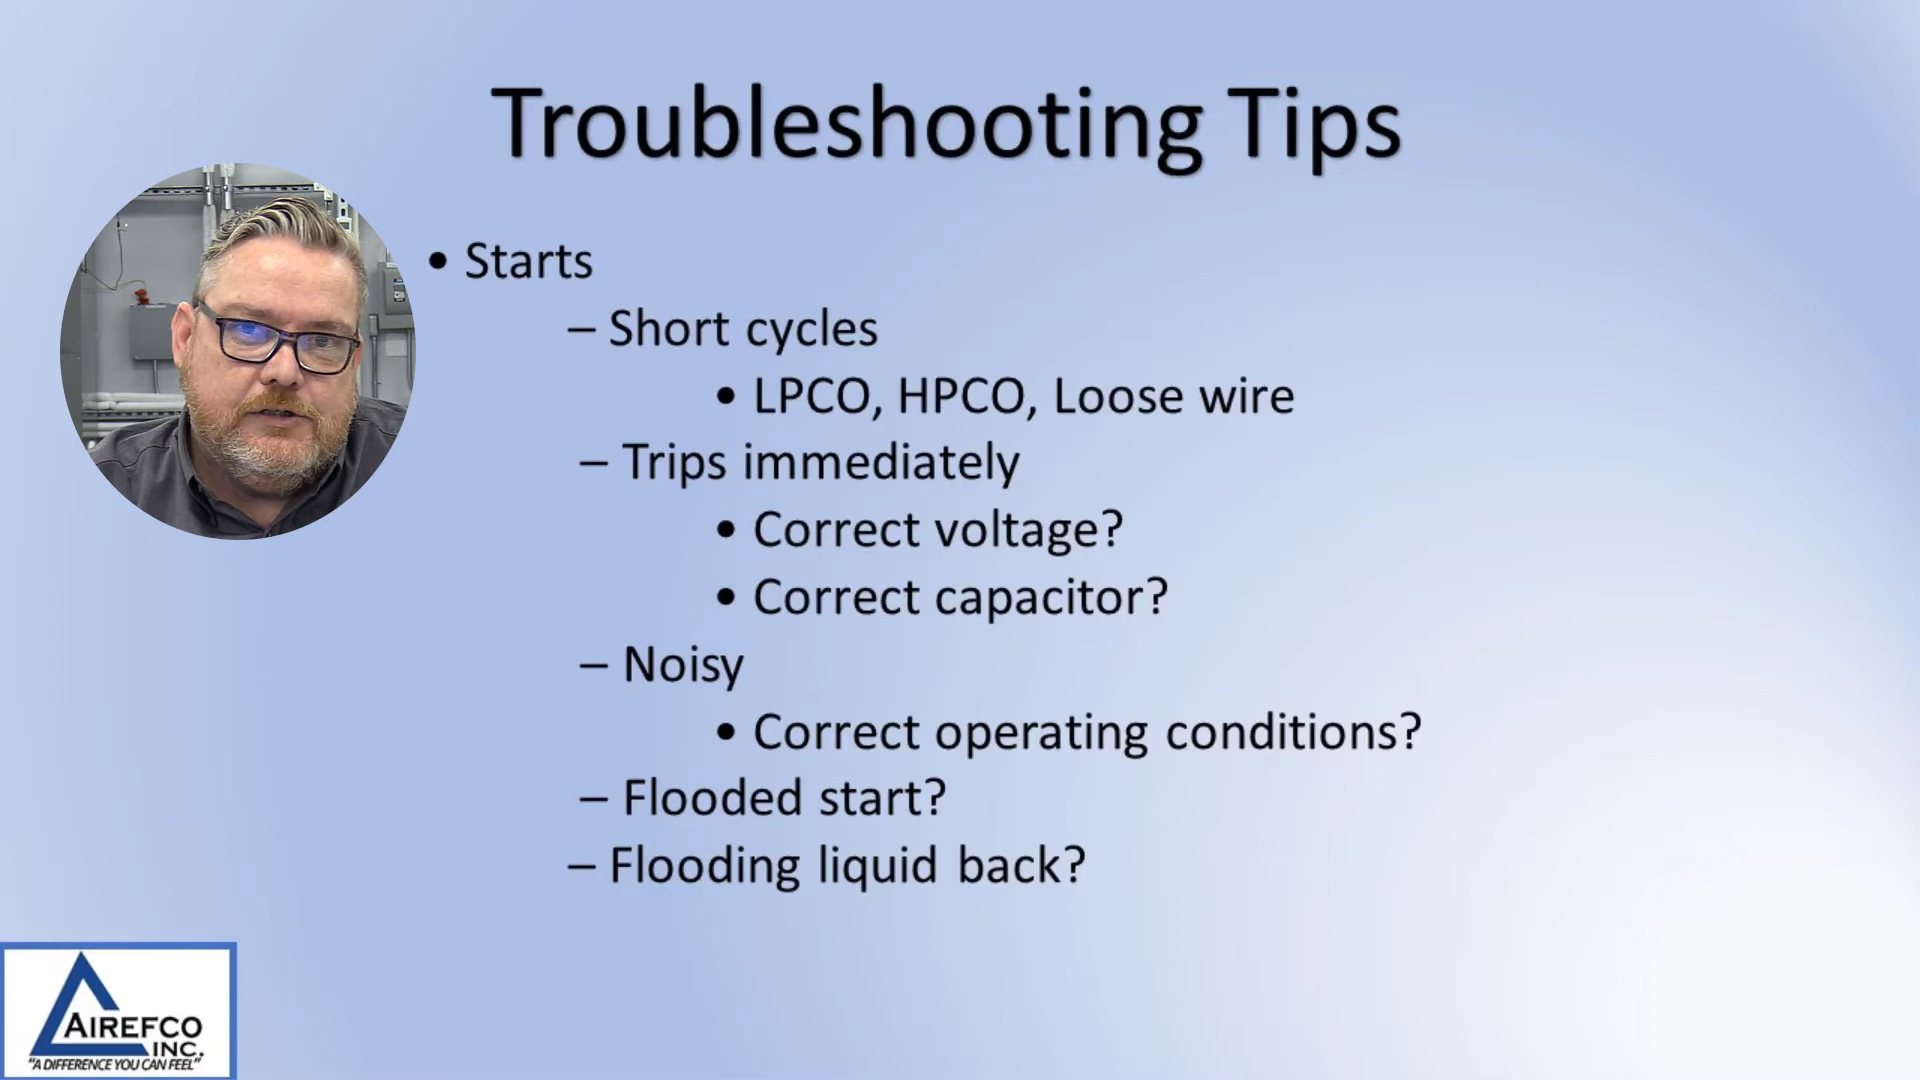 Troubleshooting Tips
• Starts
– Short cycles
• LPCO, HPCO, Loose wire
– Trips immediately
• Correct voltage?
• Correct capacitor?
– Noisy
• Correct operating conditions?
– Flooded start?
– Flooding liquid back?
AIREFCO
INC.
"A DIFFERENCE YOU CAN FEEL"